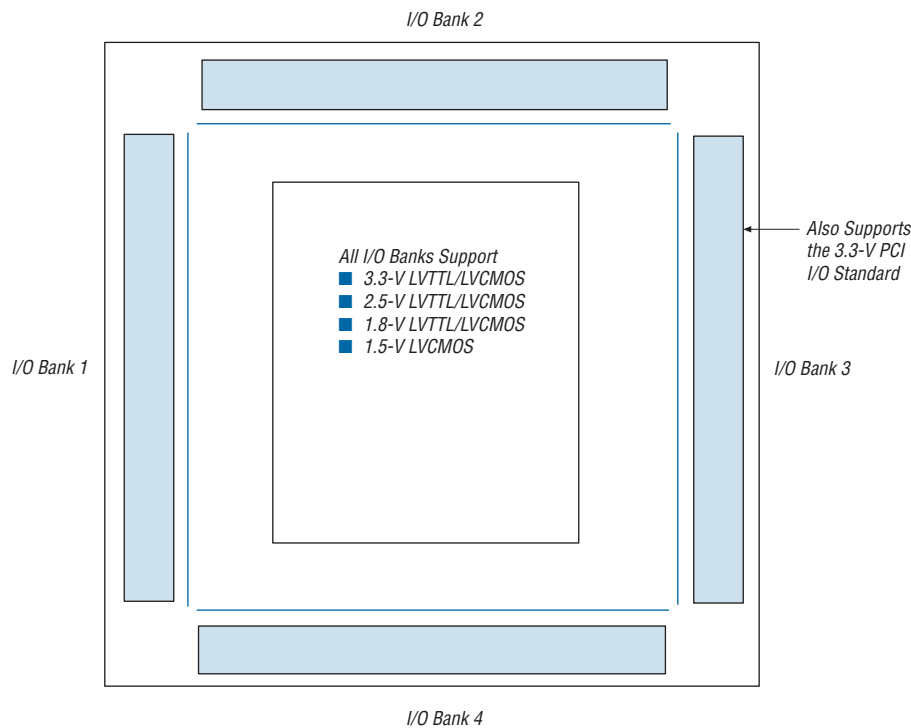 I/O Bank 2
Also Supports
the 3.3-V PCI
I/O Standard
All I/O Banks Support
■ 3.3-V LVTTL/LVCMOS
■ 2.5-V LVTTL/LVCMOS
■ 1.8-V LVTTL/LVCMOS
■ 1.5-V LVCMOS
I/O Bank 1
I/O Bank 3
I/O Bank 4